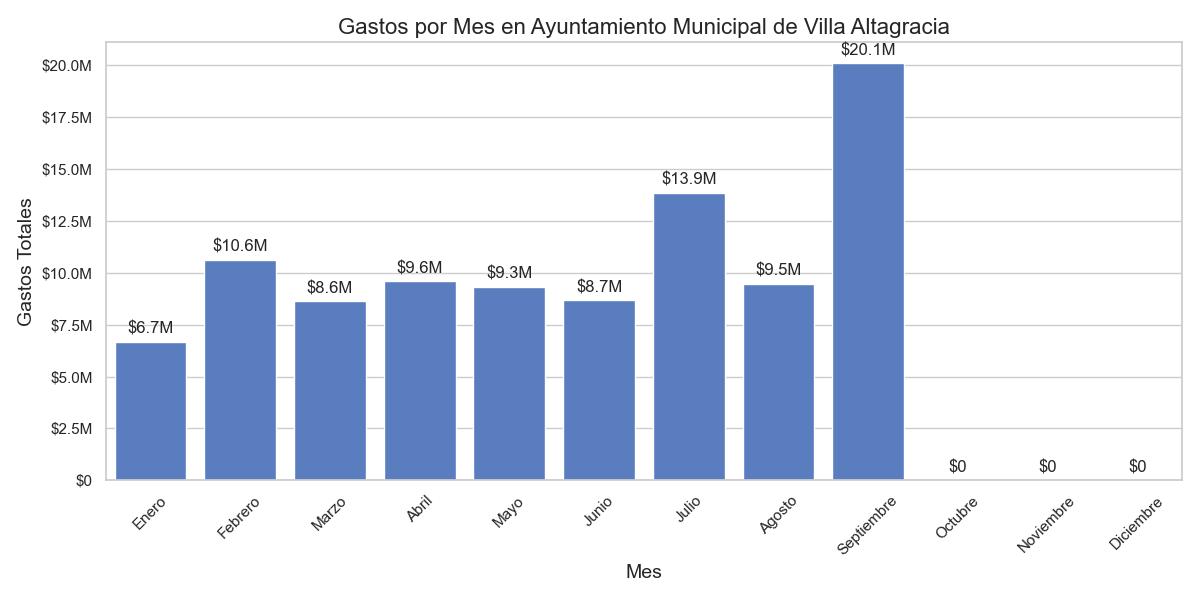 Gastos por Mes en Ayuntamiento Municipal de Villa Altagracia
Gastos Totales
$20.0M
$17.5M
$15.0M
$12.5M
$10.0M
$7.5M
$5.0M
$2.5M
$0
$6.7M
$10.6M
$8.6M
$9.6M
$9.3M
$8.7M
$13.9M
$9.5M
$20.1M
$0
$0
$0
Enero
Febrero
Marzo
Abril
Mayo
Junio
Julio
Agosto
Septiembre
Octubre
Noviembre
Diciembre
Mes